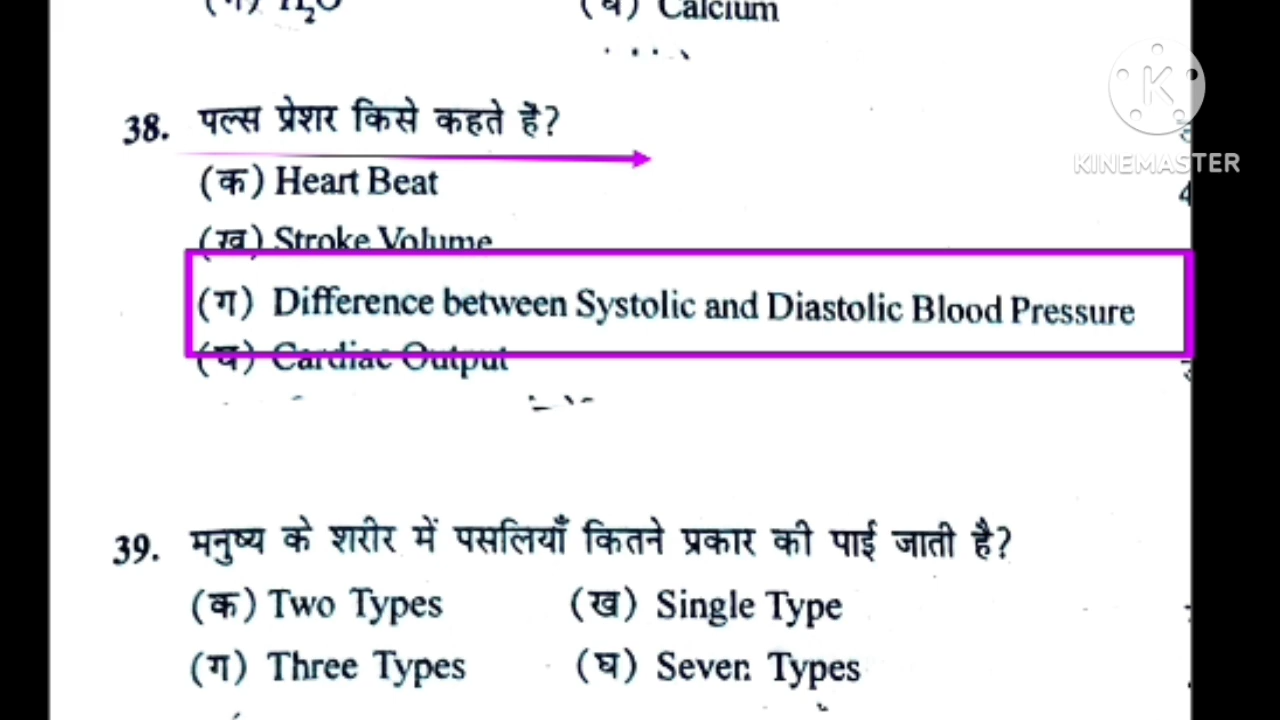 (ग) H₂O (घ) Calcium
KINEMASTER
38. पल्स प्रेशर किसे कहते है?
(क) Heart Beat
(ख) Stroke Volume
(ग) Difference between Systolic and Diastolic Blood Pressure
(घ) Cardiac Output
39. मनुष्य के शरीर में पसलियाँ कितने प्रकार की पाई जाती है?
(क) Two Types (ख) Single Type
(ग) Three Types (घ) Seven Types